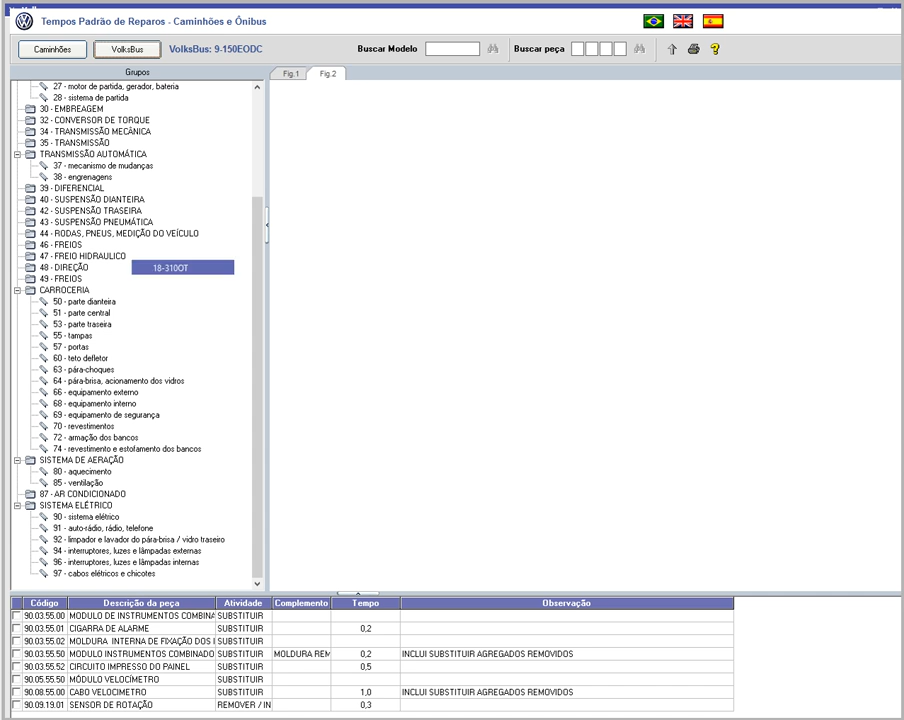 Tempos Padrão de Reparos - Caminhões e Ônibus
Caminhões
VolksBus
VolksBus: 9-150EODC
Buscar Modelo
Buscar peça
Grupos
Fig.1
Fig.2
27 - motor de partida, gerador, bateria
28 - sistema de partida
30 - EMBREAGEM
32 - CONVERSOR DE TORQUE
34 - TRANSMISSÃO MECÂNICA
35 - TRANSMISSÃO
TRANSMISSÃO AUTOMÁTICA
37 - mecanismo de mudanças
38 - engrenagens
39 - DIFERENCIAL
40 - SUSPENSÃO DIANTEIRA
42 - SUSPENSÃO TRASEIRA
43 - SUSPENSÃO PNEUMÁTICA
44 - RODAS, PNEUS, MEDIÇÃO DO VEÍCULO
46 - FREIOS
47 - FREIO HIDRAULICO
48 - DIREÇÃO
18-310OT
49 - FREIOS
CARROCERIA
50 - parte dianteira
51 - parte central
53 - parte traseira
55 - tampas
57 - portas
60 - teto defletor
63 - pára-choques
64 - pára-brisa, acionamento dos vidros
66 - equipamento externo
68 - equipamento interno
69 - equipamento de segurança
70 - revestimentos
72 - armação dos bancos
74 - revestimento e estofamento dos bancos
SISTEMA DE AERAÇÃO
80 - aquecimento
85 - ventilação
87 - AR CONDICIONADO
SISTEMA ELÉTRICO
90 - sistema elétrico
91 - auto-rádio, rádio, telefone
92 - limpador e lavador do pára-brisa / vidro traseiro
94 - interruptores, luzes e lâmpadas externas
96 - interruptores, luzes e lâmpadas internas
97 - cabos elétricos e chicotes
Código Descrição da peça Atividade Complemento Tempo Observação
90.03.55.00 MODULO DE INSTRUMENTOS COMBINA SUBSTITUIR
90.03.55.01 CIGARRA DE ALARME SUBSTITUIR 0,2
90.03.55.02 MOLDURA INTERNA DE FIXAÇÃO DOS I SUBSTITUIR
90.03.55.50 MODULO INSTRUMENTOS COMBINADO SUBSTITUIR MOLDURA REM 0,2 INCLUI SUBSTITUIR AGREGADOS REMOVIDOS
90.03.55.52 CIRCUITO IMPRESSO DO PAINEL SUBSTITUIR 0,5
90.05.55.50 MÓDULO VELOCÍMETRO SUBSTITUIR
90.08.55.00 CABO VELOCIMETRO SUBSTITUIR 1,0 INCLUI SUBSTITUIR AGREGADOS REMOVIDOS
90.09.19.01 SENSOR DE ROTAÇÃO REMOVER / IN 0,3